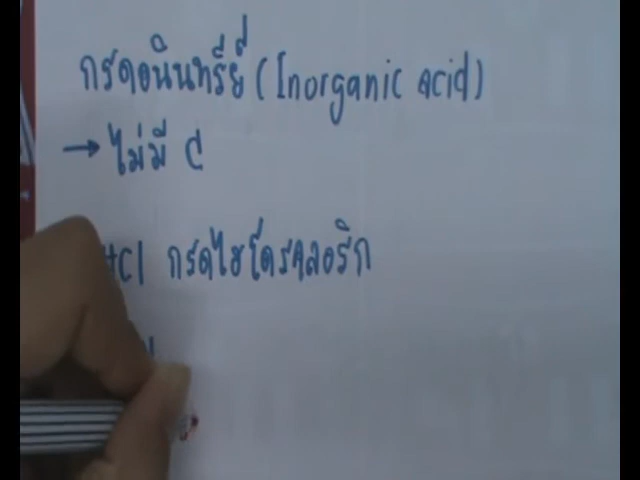 กรดอนินทรีย์ (Inorganic Acid)
→ ไม่มี C
HCl กรดไฮโดรคลอริก